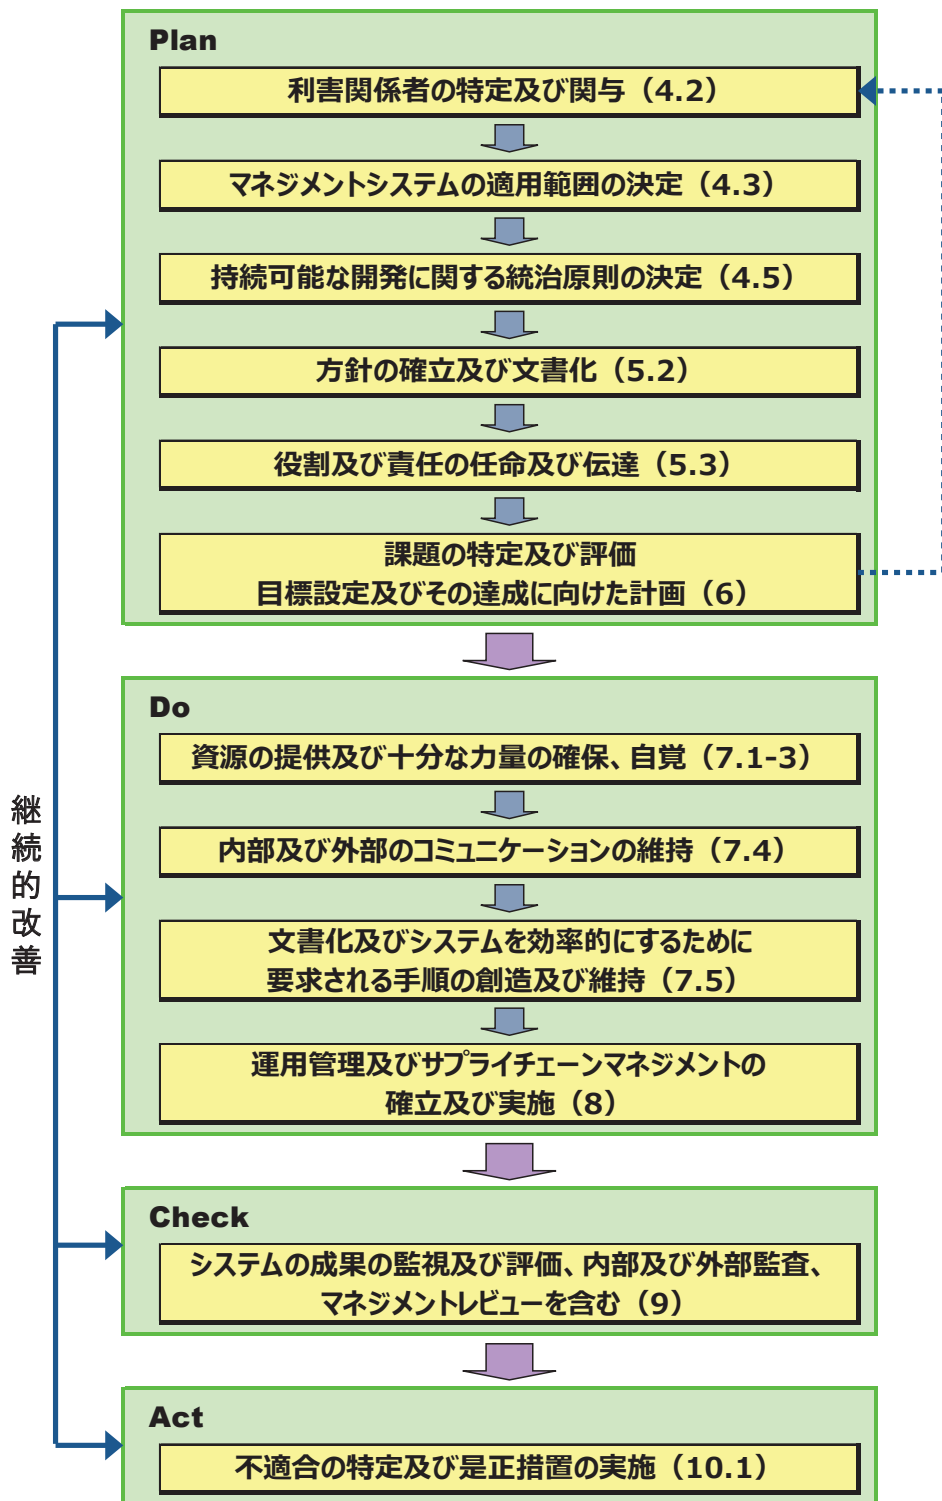 Plan
利害関係者の特定及び関与（4.2）
マネジメントシステムの適用範囲の決定（4.3）
持続可能な開発に関する統治原則の決定（4.5）
方針の確立及び文書化（5.2）
役割及び責任の任命及び伝達（5.3）
課題の特定及び評価
目標設定及びその達成に向けた計画（6）
Do
資源の提供及び十分な力量の確保、自覚（7.1-3）
内部及び外部のコミュニケーションの維持（7.4）
文書化及びシステムを効率的にするために
要求される手順の創造及び維持（7.5）
運用管理及びサプライチェーンマネジメントの
確立及び実施（8）
Check
システムの成果の監視及び評価、内部及び外部監査、
マネジメントレビューを含む（9）
Act
不適合の特定及び是正措置の実施（10.1）
継続的改善